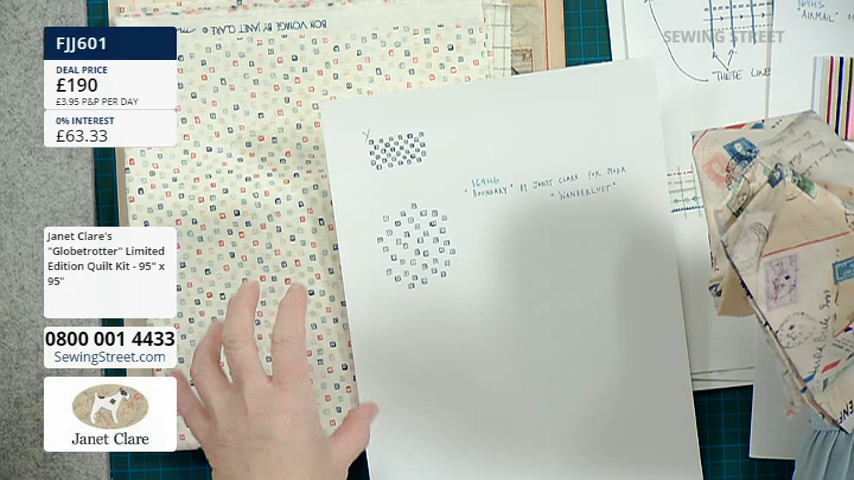 FJJ601
DEAL PRICE
£190
£3.95 P&P PER DAY
0% INTEREST
£63.33
Janet Clare's
"Globetrotter" Limited
Edition Quilt Kit - 95" x
95"
0800 001 4433
SewingStreet.com
Janet Clare
BON VOYAGE BY JANET CLARE
SEWING STREET
"AIRMAIL"
THESE LINES
BOUNDARY" BY JANET CLARE FOR MODA
"WANDERLUST"